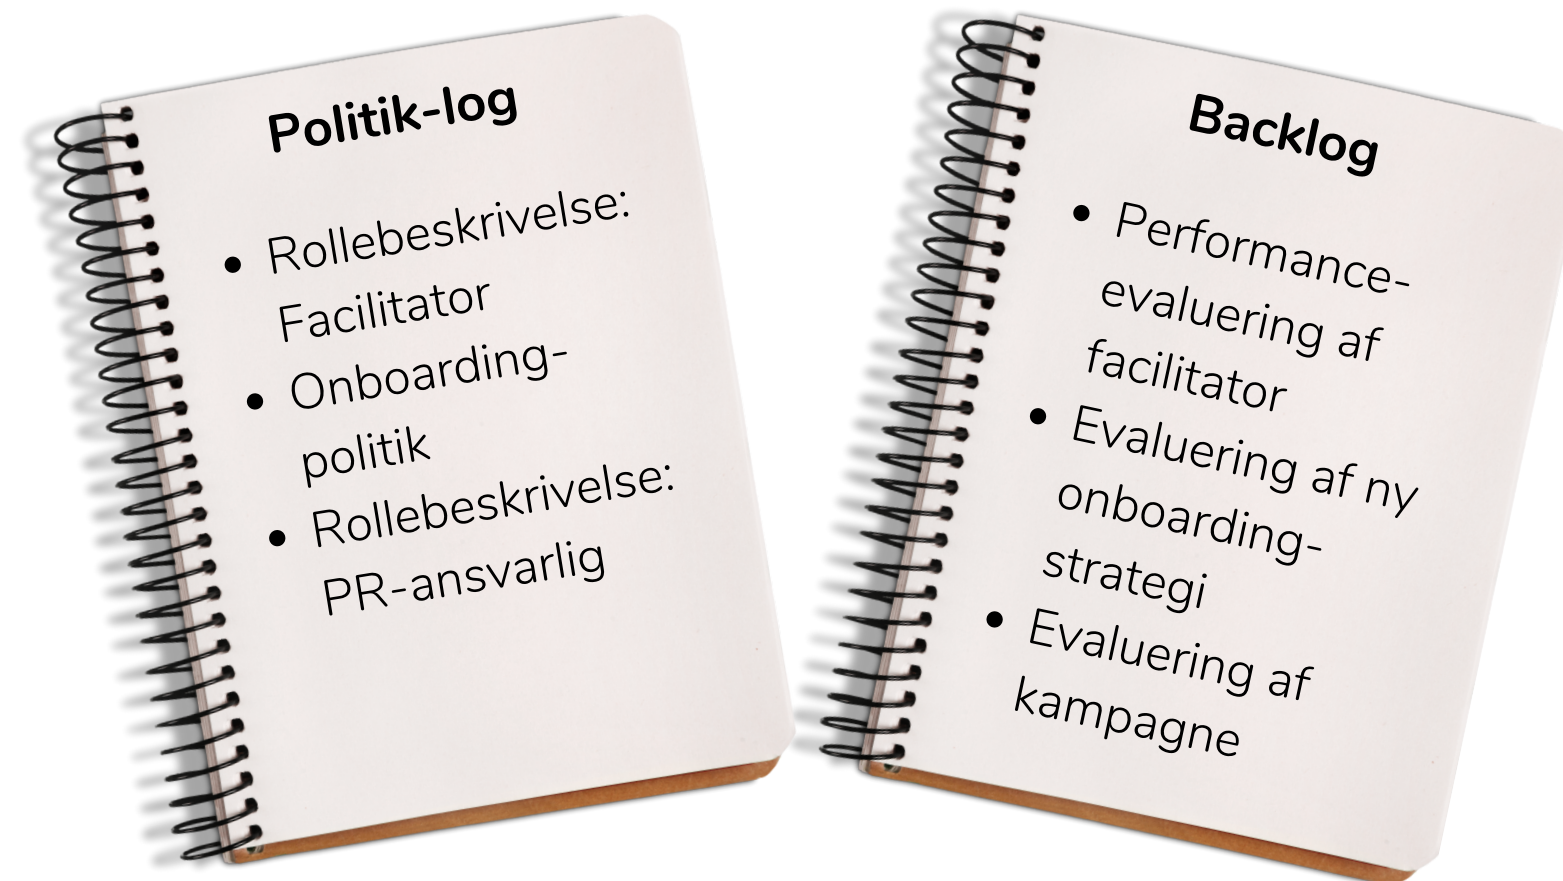 Politik-log
• Rollebeskrivelse:
Facilitator
• Onboarding-
politik
• Rollebeskrivelse:
PR-ansvarlig
Backlog
• Performance-
evaluering af
facilitator
• Evaluering af ny
onboarding-
strategi
• Evaluering af
kampagne